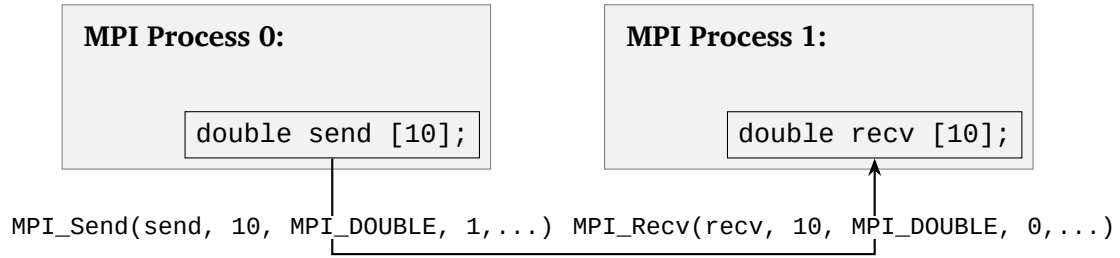 MPI Process 0:
double send [10];
MPI Process 1:
double recv [10];
MPI_Send(send, 10, MPI_DOUBLE, 1,...)
MPI_Recv(recv, 10, MPI_DOUBLE, 0,...)